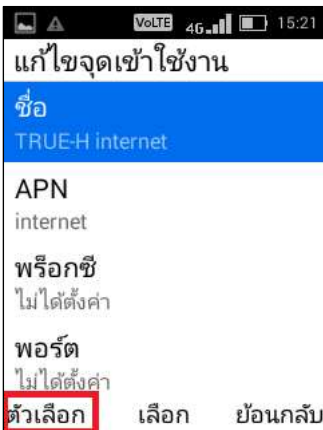 VoLTE 4G 15:21
แก้ไขจุดเข้าใช้งาน
ชื่อ
TRUE-H internet
APN
internet
พร็อกซี
ไม่ได้ตั้งค่า
พอร์ต
ไม่ได้ตั้งค่า
ตัวเลือก เลือก ย้อนกลับ